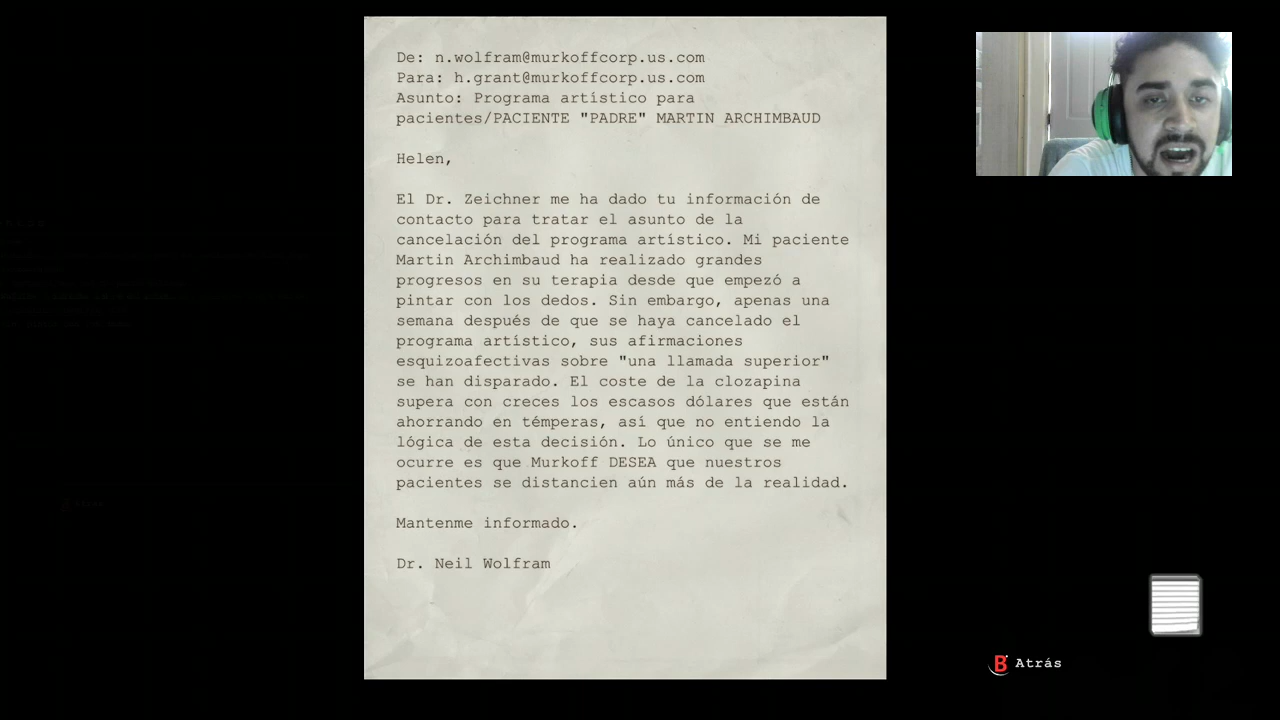 De: n.wolfram@murkoffcorp.us.com
Para: h.grant@murkoffcorp.us.com
Asunto: Programa artístico para
pacientes/PACIENTE "PADRE" MARTIN ARCHIMBAUD
Helen,
El Dr. Zeichner me ha dado tu información de
contacto para tratar el asunto de la
cancelación del programa artístico. Mi paciente
Martin Archimbaud ha realizado grandes
progresos en su terapia desde que empezó a
pintar con los dedos. Sin embargo, apenas una
semana después de que se haya cancelado el
programa artístico, sus afirmaciones
esquizoafectivas sobre "una llamada superior"
se han disparado. El coste de la clozapina
supera con creces los escasos dólares que están
ahorrando en témperas, así que no entiendo la
lógica de esta decisión. Lo único que se me
ocurre es que Murkoff DESEA que nuestros
pacientes se distancien aún más de la realidad.
Mantenme informado.
Dr. Neil Wolfram
B Atrás